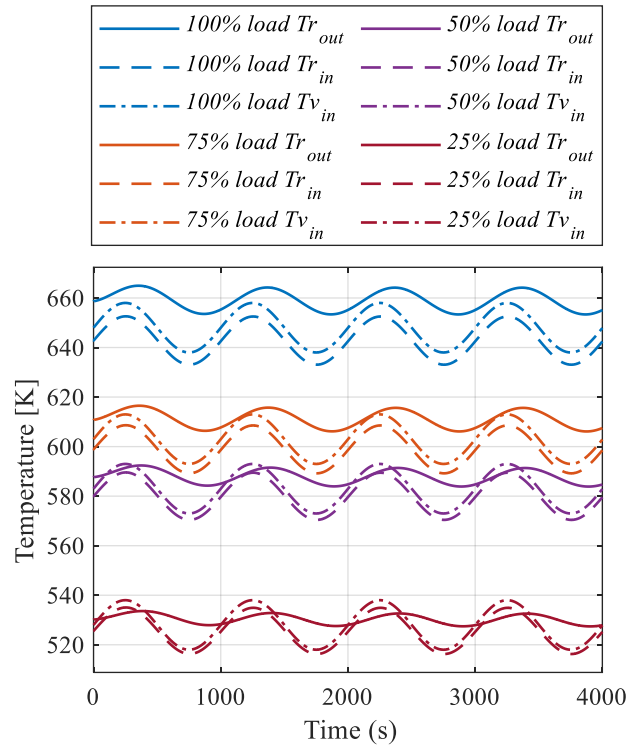 100% load Tr_out 50% load Tr_out
100% load Tr_in 50% load Tr_in
100% load Tv_in 50% load Tv_in
75% load Tr_out 25% load Tr_out
75% load Tr_in 25% load Tr_in
75% load Tv_in 25% load Tv_in
660
640
620
600
580
560
540
520
Temperature [K]
0 1000 2000 3000 4000
Time (s)